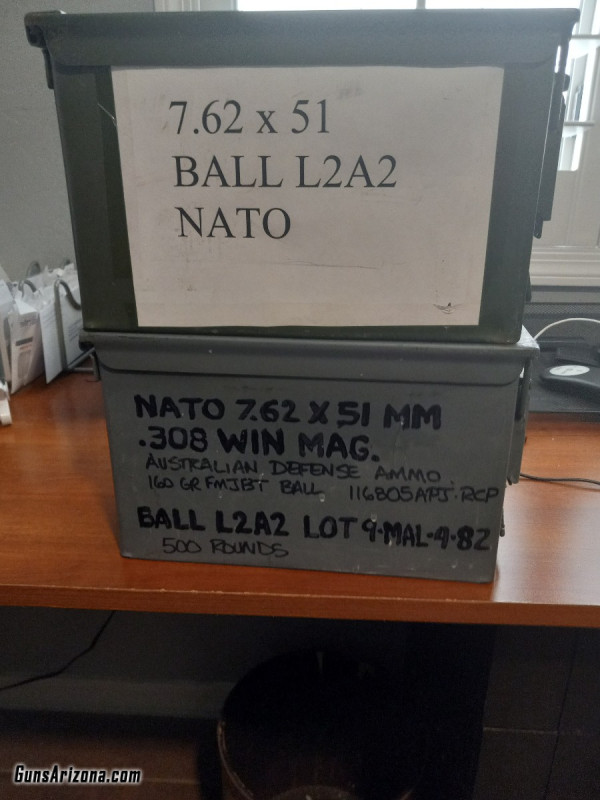 7.62 x 51
BALL L2A2
NATO
NATO 7.62 X 51 MM
.308 WIN MAG.
AUSTRALIAN DEFENSE AMMO
160 GR FMJBT BALL 116805APJ-RCP
BALL L2A2 LOT 9-MAL-9-82
500 ROUNDS
GunsArizona.com